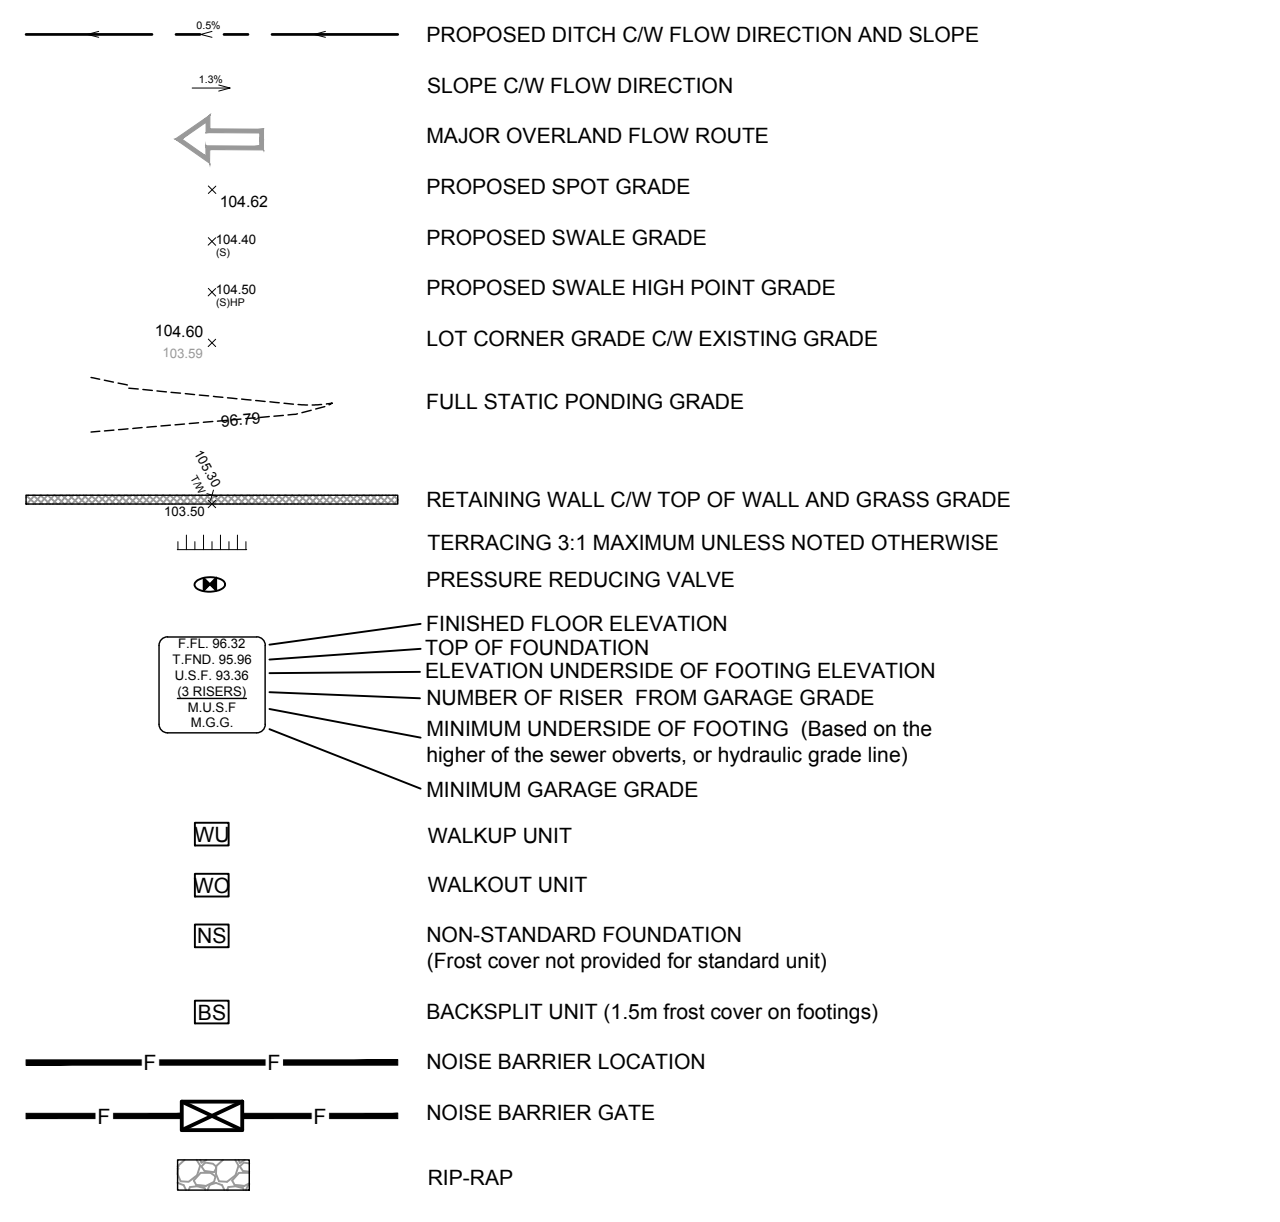 0.5%
PROPOSED DITCH C/W FLOW DIRECTION AND SLOPE
1.3%
SLOPE C/W FLOW DIRECTION
MAJOR OVERLAND FLOW ROUTE
104.62
PROPOSED SPOT GRADE
104.40
(S)
PROPOSED SWALE GRADE
104.50
(S)HP
PROPOSED SWALE HIGH POINT GRADE
104.60
103.59
LOT CORNER GRADE C/W EXISTING GRADE
96.79
FULL STATIC PONDING GRADE
105.30
T/W
103.50
RETAINING WALL C/W TOP OF WALL AND GRASS GRADE
TERRACING 3:1 MAXIMUM UNLESS NOTED OTHERWISE
PRESSURE REDUCING VALVE
F.FL. 96.32
T.FND. 95.96
U.S.F. 93.36
(3 RISERS)
M.U.S.F
M.G.G.
FINISHED FLOOR ELEVATION
TOP OF FOUNDATION
ELEVATION UNDERSIDE OF FOOTING ELEVATION
NUMBER OF RISER FROM GARAGE GRADE
MINIMUM UNDERSIDE OF FOOTING (Based on the
higher of the sewer obverts, or hydraulic grade line)
MINIMUM GARAGE GRADE
WU
WALKUP UNIT
WO
WALKOUT UNIT
NS
NON-STANDARD FOUNDATION
(Frost cover not provided for standard unit)
BS
BACKSPLIT UNIT (1.5m frost cover on footings)
F F
NOISE BARRIER LOCATION
F F
NOISE BARRIER GATE
RIP-RAP